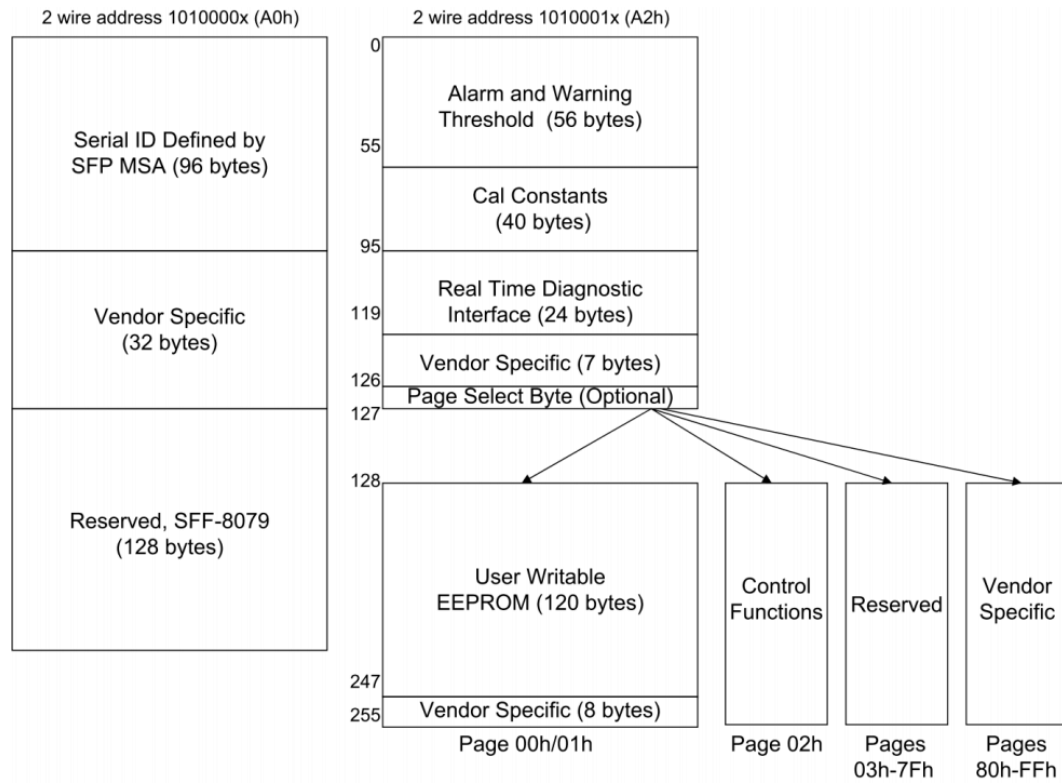 2 wire address 1010000x (A0h)
Serial ID Defined by
SFP MSA (96 bytes)
Vendor Specific
(32 bytes)
Reserved, SFF-8079
(128 bytes)
2 wire address 1010001x (A2h)
0
Alarm and Warning
Threshold (56 bytes)
55
Cal Constants
(40 bytes)
95
Real Time Diagnostic
Interface (24 bytes)
119
Vendor Specific (7 bytes)
126
Page Select Byte (Optional)
127
128
User Writable
EEPROM (120 bytes)
247
Vendor Specific (8 bytes)
255
Page 00h/01h
Control
Functions
Page 02h
Reserved
Pages
03h-7Fh
Vendor
Specific
Pages
80h-FFh